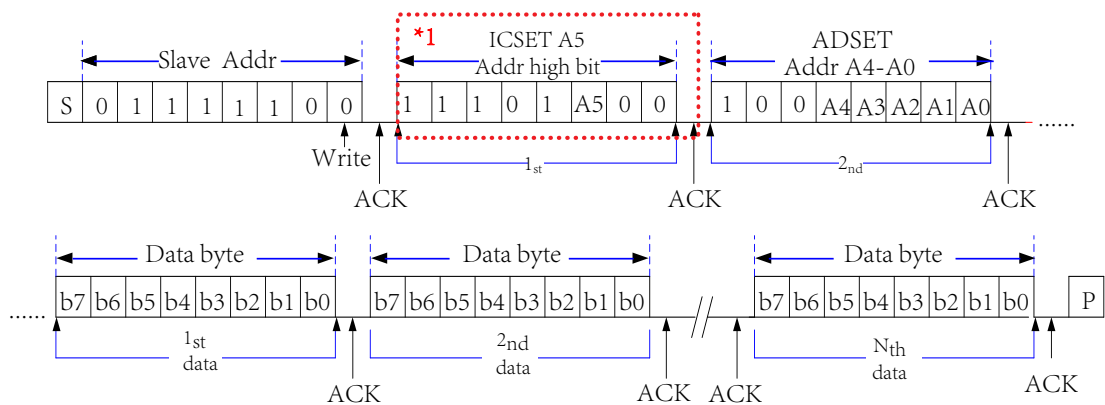 *1
ICSET A5
ADSET
Slave Addr
Addr high bit
Addr A4-A0
S 0 1 1 1 1 1 0 0
1 1 1 0 1 A5 0 0
1 0 0 A4 A3 A2 A1 A0
......
Write
1st
2nd
ACK
ACK
ACK
Data byte
Data byte
Data byte
b7 b6 b5 b4 b3 b2 b1 b0
b7 b6 b5 b4 b3 b2 b1 b0
b7 b6 b5 b4 b3 b2 b1 b0
P
......
1st
data
2nd
data
Nth
data
ACK
ACK
ACK
ACK